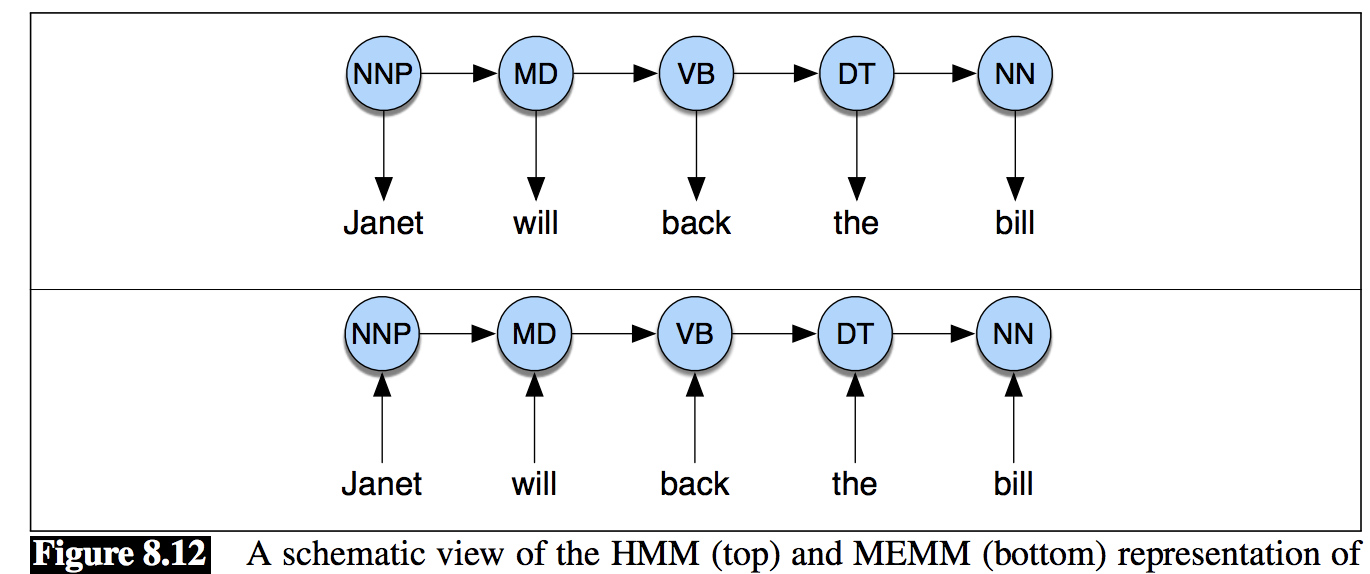 NNP MD VB DT NN
Janet will back the bill
NNP MD VB DT NN
Janet will back the bill
Figure 8.12 A schematic view of the HMM (top) and MEMM (bottom) representation of